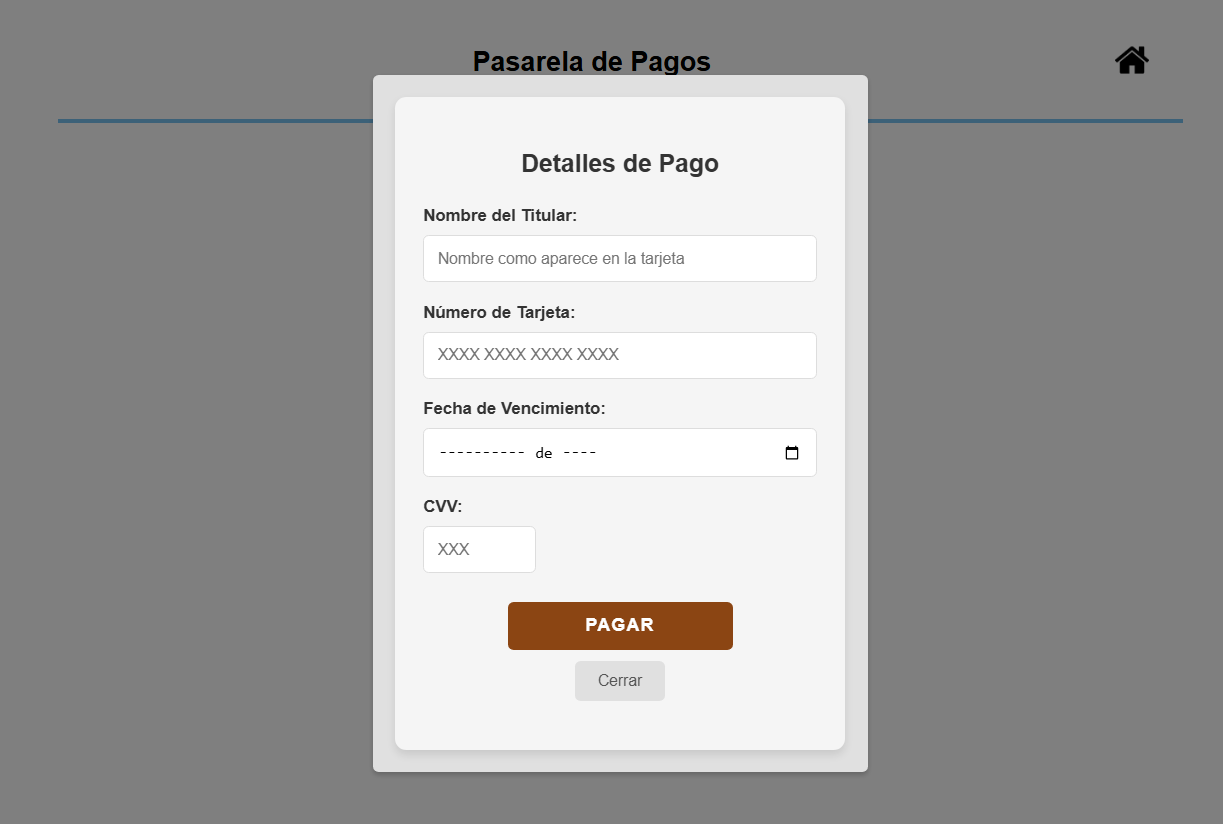 Pasarela de Pagos
Detalles de Pago
Nombre del Titular:
Nombre como aparece en la tarjeta
Número de Tarjeta:
XXXX XXXX XXXX XXXX
Fecha de Vencimiento:
---------- de ----
CVV:
XXX
PAGAR
Cerrar